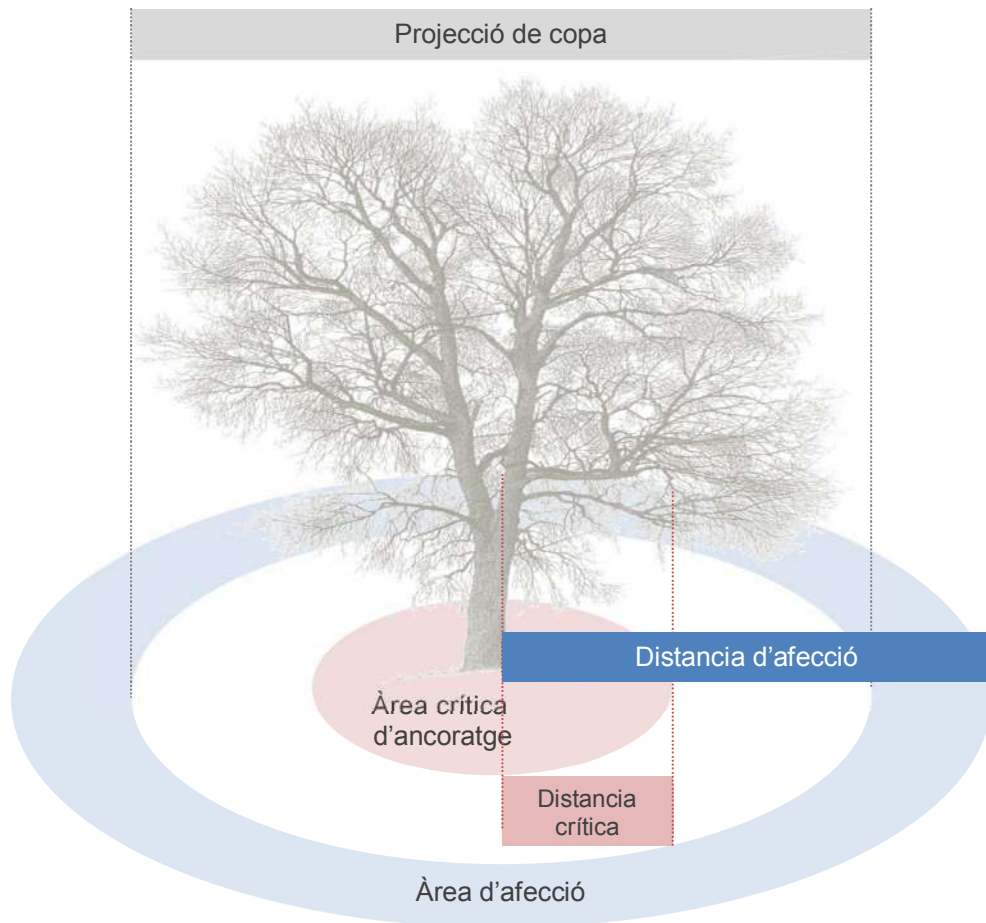 Projecció de copa
Distancia d'afecció
Àrea crítica
d'ancoratge
Distancia
crítica
Àrea d'afecció